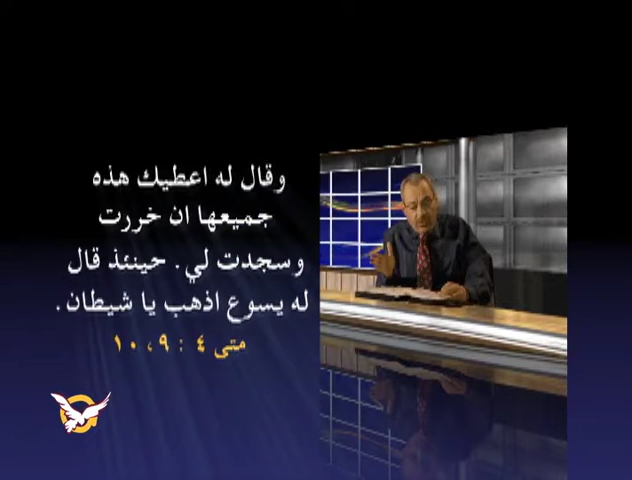 وقال له اعطيك هذه
جميعها ان خررت
وسجدت لي. حينئذ قال
له يسوع اذهب يا شيطان.
متى ٤ : ٩ ، ١٠